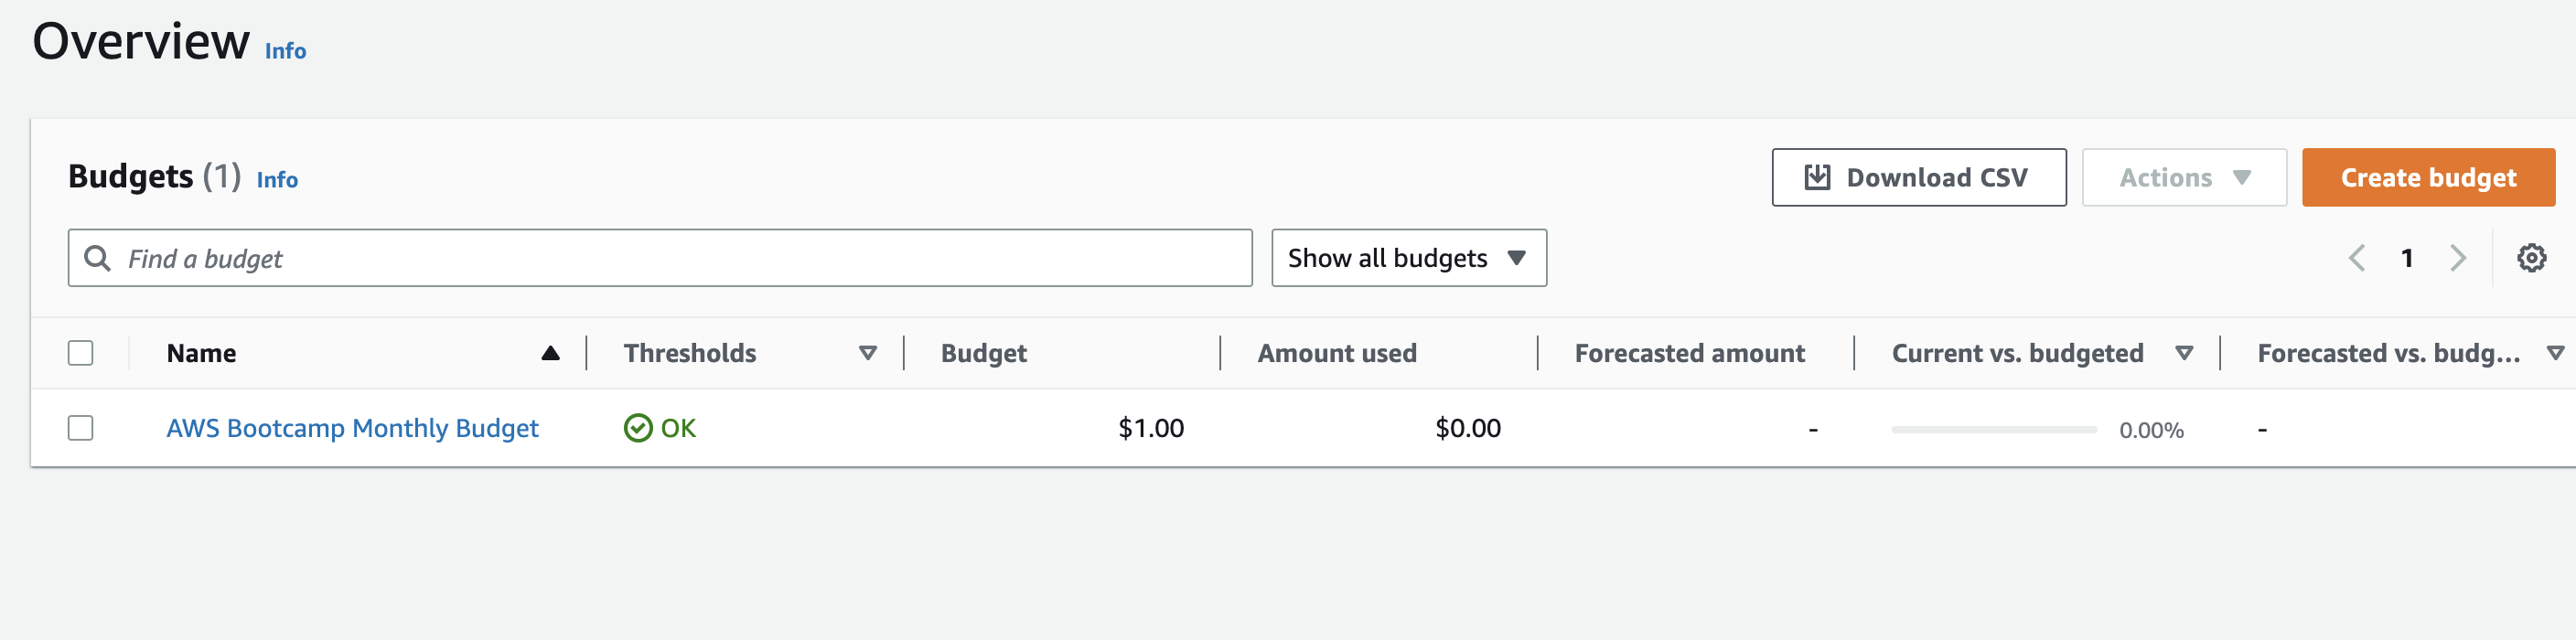 Overview Info
Budgets (1) Info
Download CSV
Actions
Create budget
Find a budget
Show all budgets
1
Name Thresholds Budget Amount used Forecasted amount Current vs. budgeted Forecasted vs. budg...
AWS Bootcamp Monthly Budget OK $1.00 $0.00 - 0.00% -